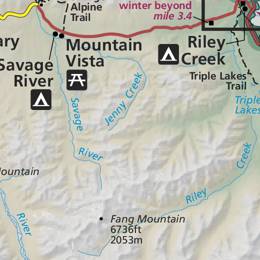 Alpine
Trail
winter beyond
mile 3.4
ary
Mountain
Vista
Savage
River
Riley
Creek
Triple Lakes
Trail
Triple
Lakes
Jenny Creek
Savage
River
Creek
Riley
ountain
River
Fang Mountain
6736ft
2053m